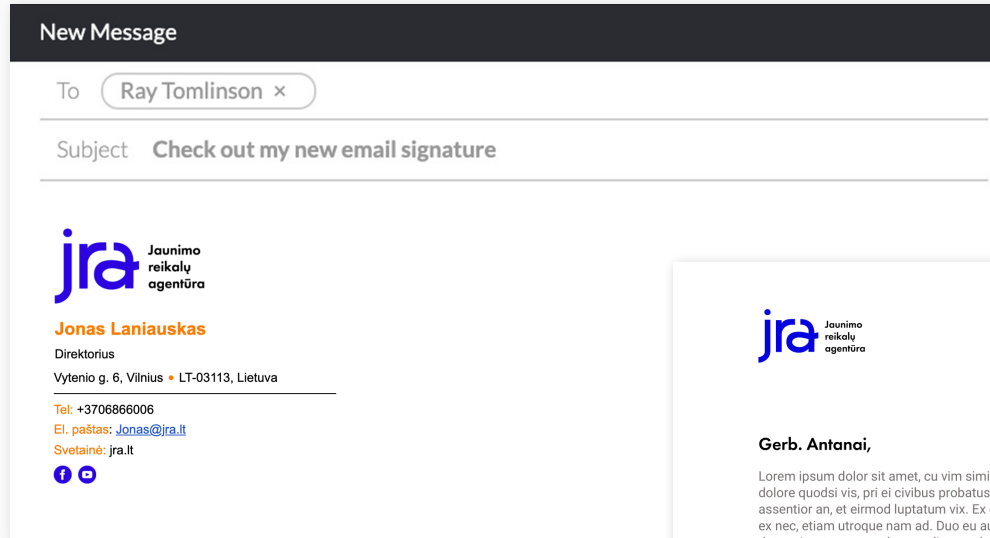 New Message
To Ray Tomlinson ×
Subject Check out my new email signature
jra
Jaunimo
reikalų
agentūra
Jonas Laniauskas
Direktorius
Vytenio g. 6, Vilnius • LT-03113, Lietuva
Tel: +3706866006
El. paštas: Jonas@jra.lt
Svetainė: jra.lt
jra
Jaunimo
reikalų
agentūra
Gerb. Antanai,
Lorem ipsum dolor sit amet, cu vim simi
dolore quodsi vis, pri ei civibus probatus
assentior an, et eirmod luptatum vix. Ex
ex nec, etiam utroque nam ad. Duo eu au